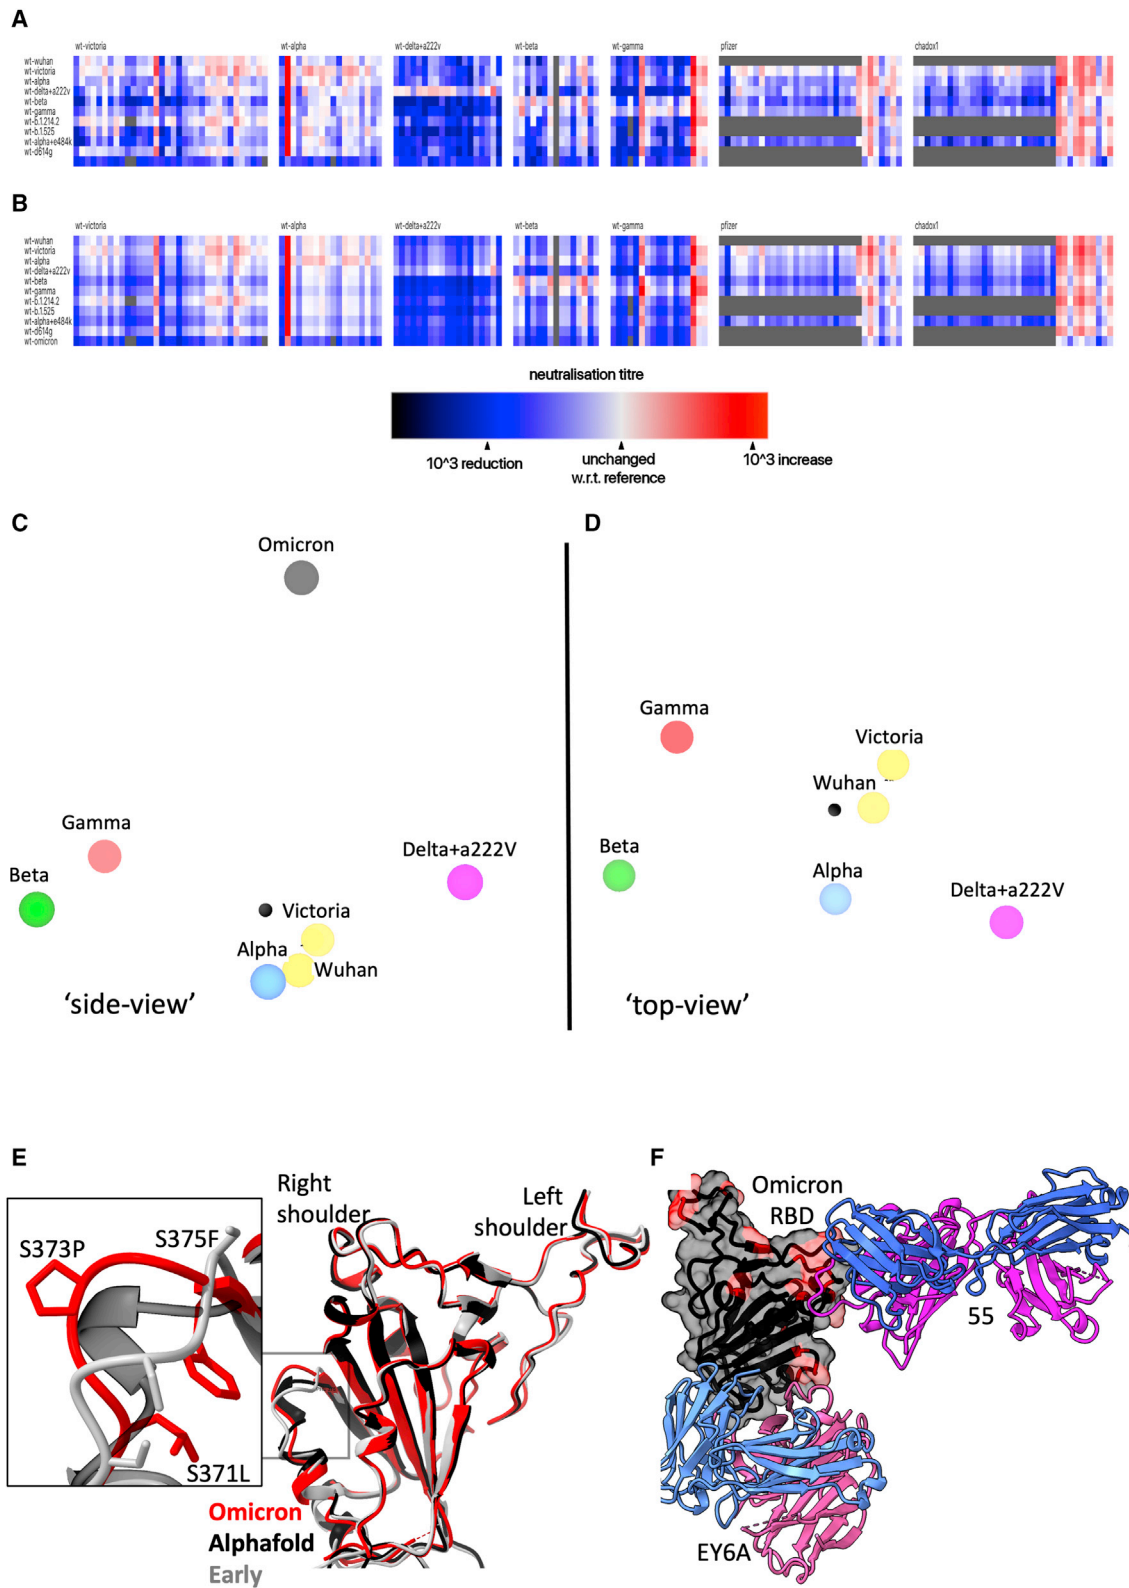 A
wt-victoria wt-alpha wt-delta+a222v wt-beta wt-gamma pfizer chadox1
wt-wuhan
wt-victoria
wt-alpha
wt-delta+a222v
wt-beta
wt-gamma
wt-b.1.214.2
wt-b.1.525
wt-alpha+e484k
wt-d614g
B
wt-victoria wt-alpha wt-delta+a222v wt-beta wt-gamma pfizer chadox1
wt-wuhan
wt-victoria
wt-alpha
wt-delta+a222v
wt-beta
wt-gamma
wt-b.1.214.2
wt-b.1.525
wt-alpha+e484k
wt-d614g
wt-omicron
neutralisation titre
10^3 reduction
unchanged
w.r.t. reference
10^3 increase
C
Omicron
Gamma
Beta
Delta+a222V
Victoria
Alpha
Wuhan
'side-view'
D
Gamma
Victoria
Wuhan
Beta
Alpha
Delta+a222V
'top-view'
E
Right
shoulder
Left
shoulder
S373P
S375F
S371L
Omicron
Alphafold
Early
F
Omicron
RBD
55
EY6A